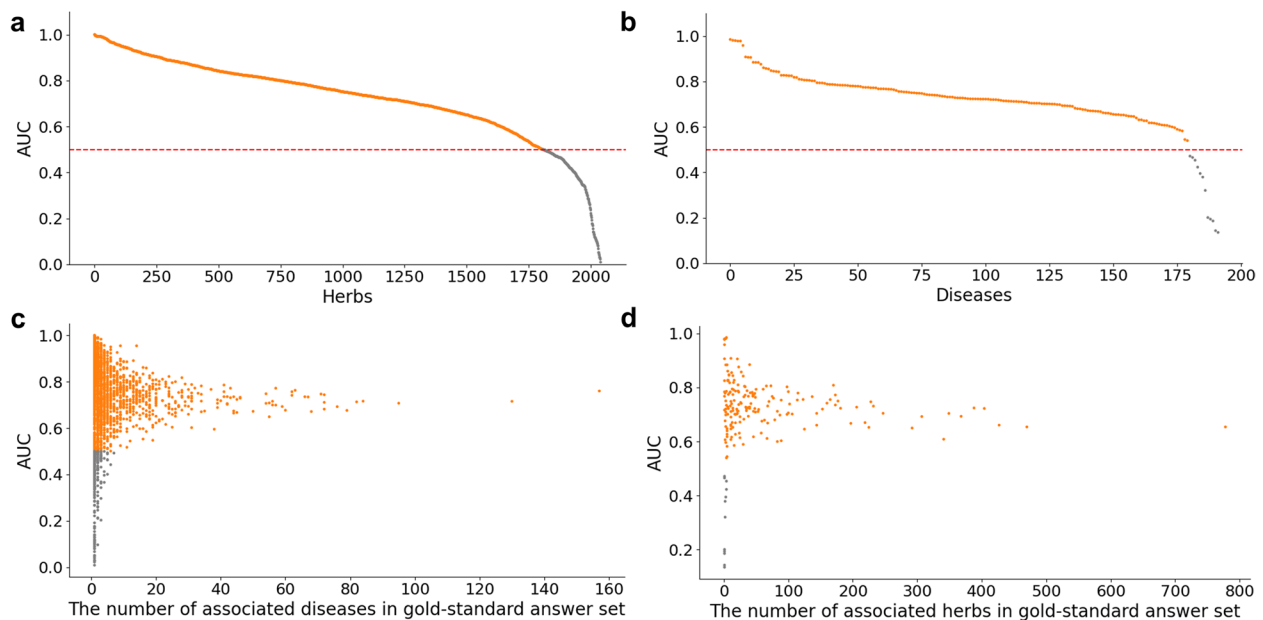 a
1.0
0.8
0.6
0.4
0.2
0.0
AUC
0 250 500 750 1000 1250 1500 1750 2000
Herbs
b
1.0
0.8
0.6
0.4
0.2
0.0
AUC
0 25 50 75 100 125 150 175 200
Diseases
c
1.0
0.8
0.6
0.4
0.2
0.0
AUC
0 20 40 60 80 100 120 140 160
The number of associated diseases in gold-standard answer set
d
1.0
0.8
0.6
0.4
0.2
AUC
0 100 200 300 400 500 600 700 800
The number of associated herbs in gold-standard answer set